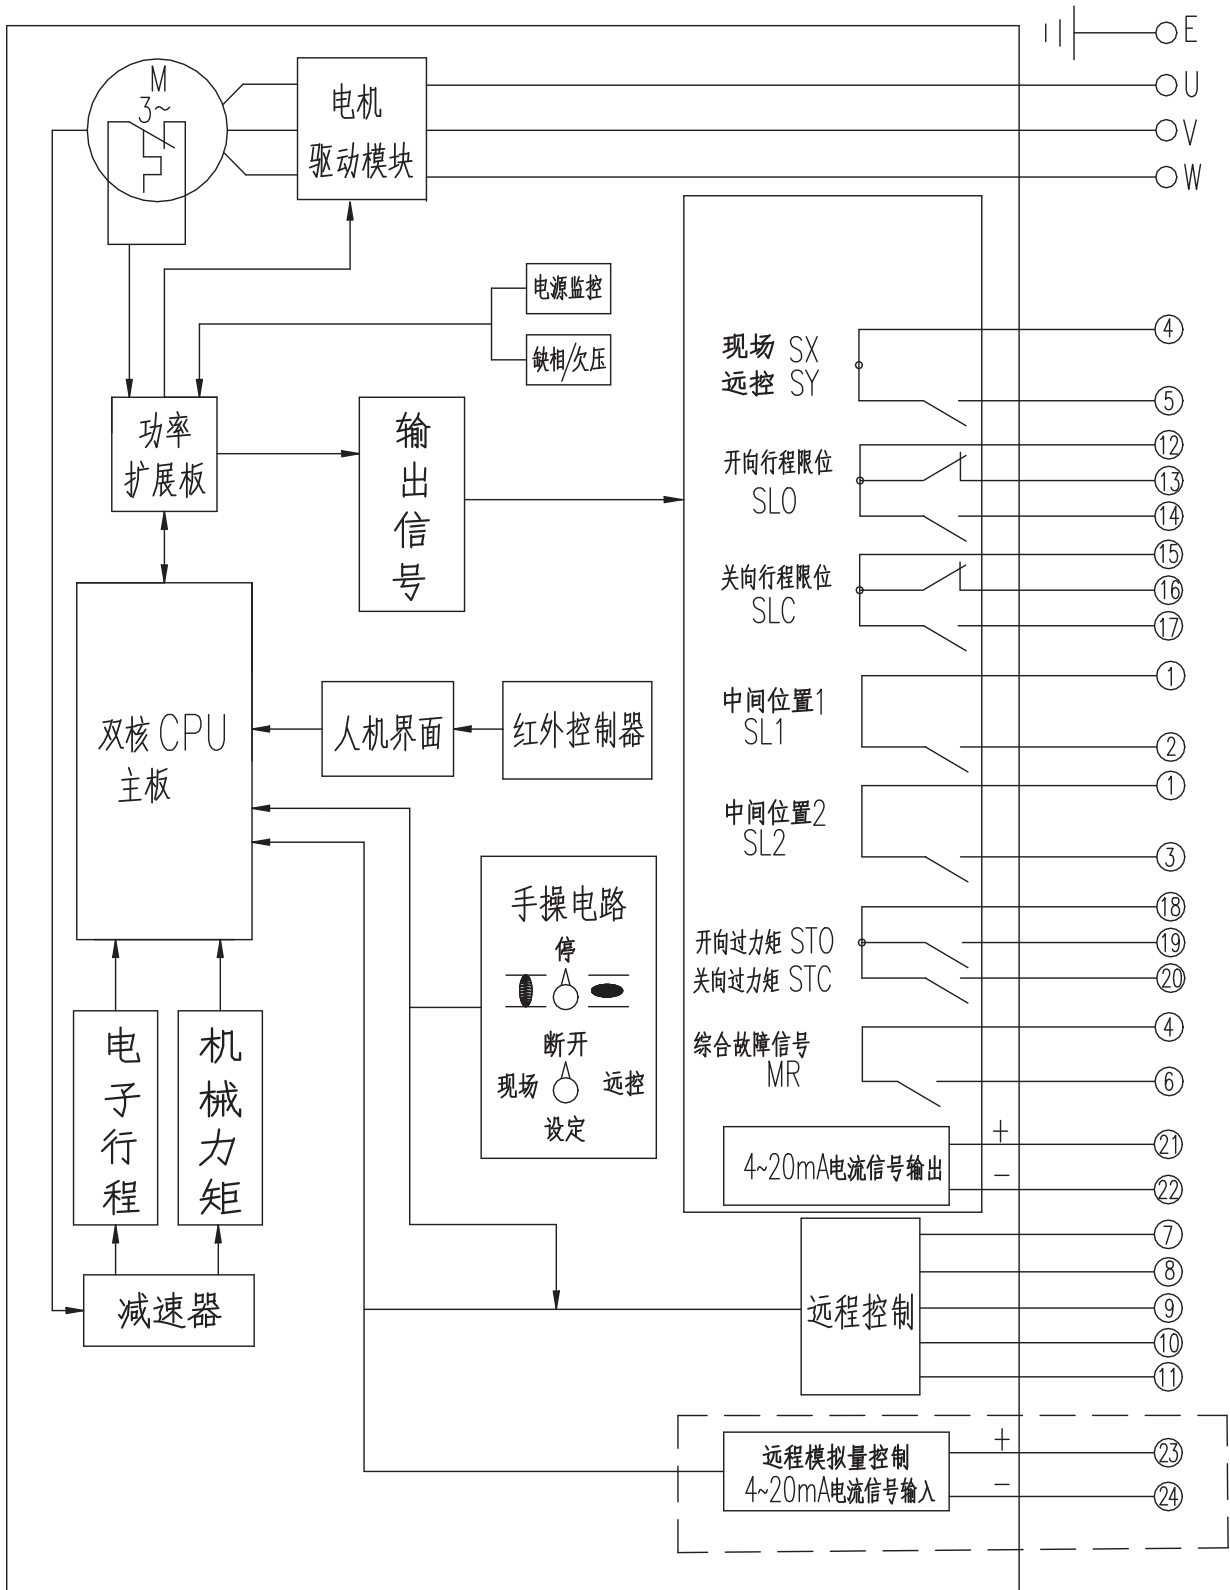 E
M
3~
电机
驱动模块
U
V
W
电源监控
缺相/欠压
现场 SX
远控 SY
4
5
功率
扩展板
输
出
信
号
开向行程限位
SLO
12
13
14
关向行程限位
SLC
15
16
17
双核CPU
主板
人机界面
红外控制器
中间位置1
SL1
1
2
中间位置2
SL2
1
3
手操电路
停
断开
现场
远控
设定
开向过力矩 STO
关向过力矩 STC
18
19
20
综合故障信号
MR
4
6
电
子
行
程
机
械
力
矩
4~20mA电流信号输出
+
-
21
22
减速器
远程控制
7
8
9
10
11
远程模拟量控制
4~20mA电流信号输入
+
-
23
24